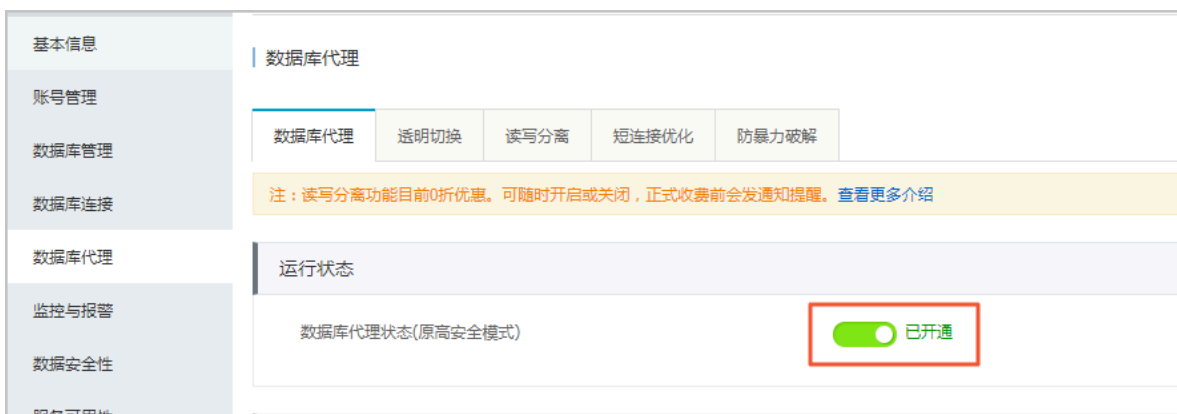 基本信息
账号管理
数据库管理
数据库连接
数据库代理
监控与报警
数据安全性
数据库代理
数据库代理 透明切换 读写分离 短连接优化 防暴力破解
注：读写分离功能目前0折优惠。可随时开启或关闭，正式收费前会发通知提醒。查看更多介绍
运行状态
数据库代理状态(原高安全模式) 已开通